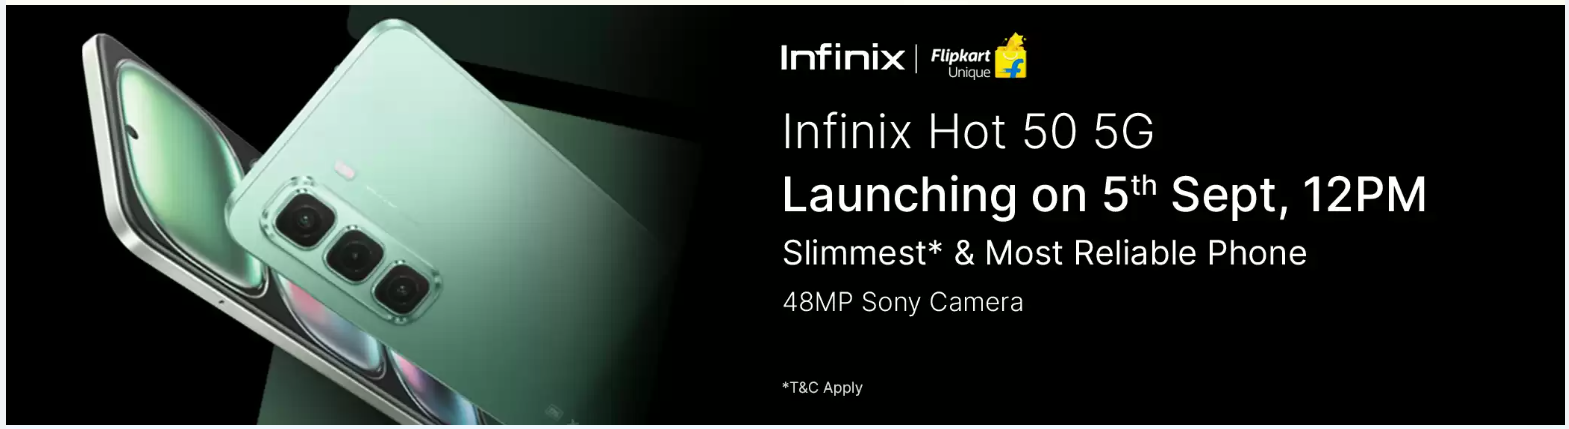 Infinix | Flipkart
Unique
Infinix Hot 50 5G
Launching on 5th Sept, 12PM
Slimmest* & Most Reliable Phone
48MP Sony Camera
*T&C Apply